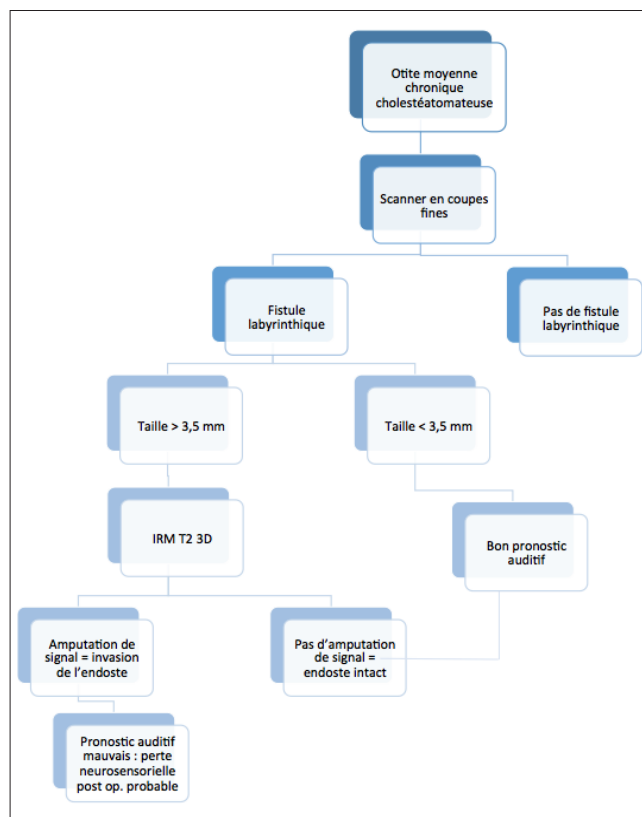 Otite moyenne
chronique
cholestéatomateuse
Scanner en coupes
fines
Fistule
labyrinthique
Pas de fistule
labyrinthique
Taille > 3,5 mm
Taille < 3,5 mm
IRM T2 3D
Bon pronostic
auditif
Amputation de
signal = invasion
de l'endoste
Pas d'amputation
de signal =
endoste intact
Pronostic auditif
mauvais : perte
neurosensorielle
post op. probable